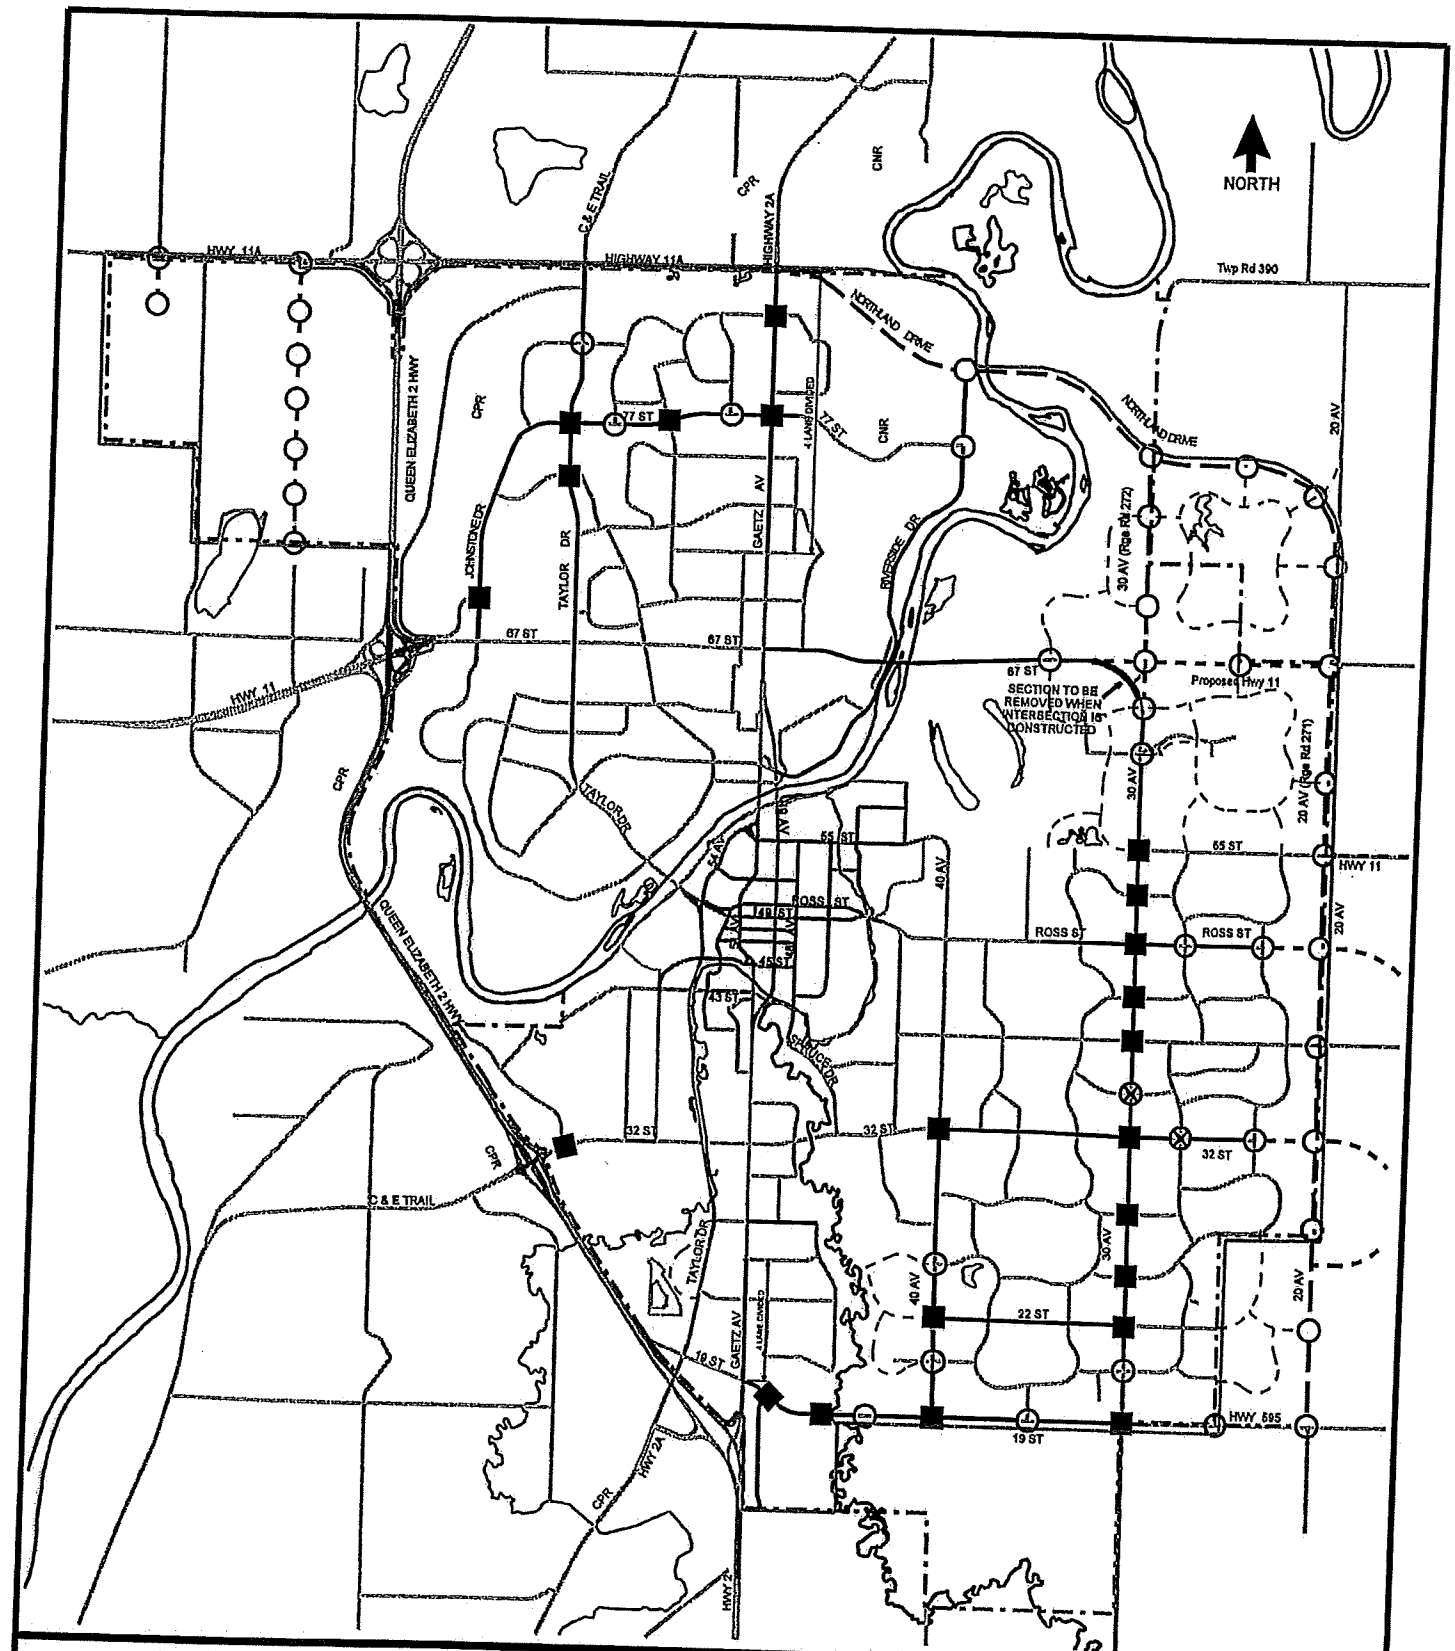 NORTH
CNR
CPR
C & E TRAIL
HIGHWAY 2A
HWY 11A
HIGHWAY 11A
Twp Rd 390
NORTHLAND DRIVE
QUEEN ELIZABETH 2 HWY
CPR
4 LANE DIVIDED
77 ST
77 ST
CNR
NORTHLAND DRIVE
20 AV
GAETZ AV
JOHNSTONE DR
TAYLOR DR
RIVERSIDE DR
30 AV (Rge Rd 272)
67 ST
67 ST
67 ST
HWY 11
Proposed Hwy 11
SECTION TO BE
REMOVED WHEN
INTERSECTION IS
CONSTRUCTED
CPR
30 AV
20 AV (Rge Rd 271)
TAYLOR DR
54 AV
55 ST
55 ST
HWY 11
40 AV
ROSS ST
49 ST
QUEEN ELIZABETH 2 HWY
ROSS ST
ROSS ST
20 AV
45 ST
43 ST
SPRUCE DR
32 ST
32 ST
32 ST
CPR
C & E TRAIL
TAYLOR DR
30 AV
40 AV
20 AV
22 ST
GAETZ AV
4 LANE DIVIDED
19 ST
HWY 595
19 ST
HWY 2A
CPR
HWY 2